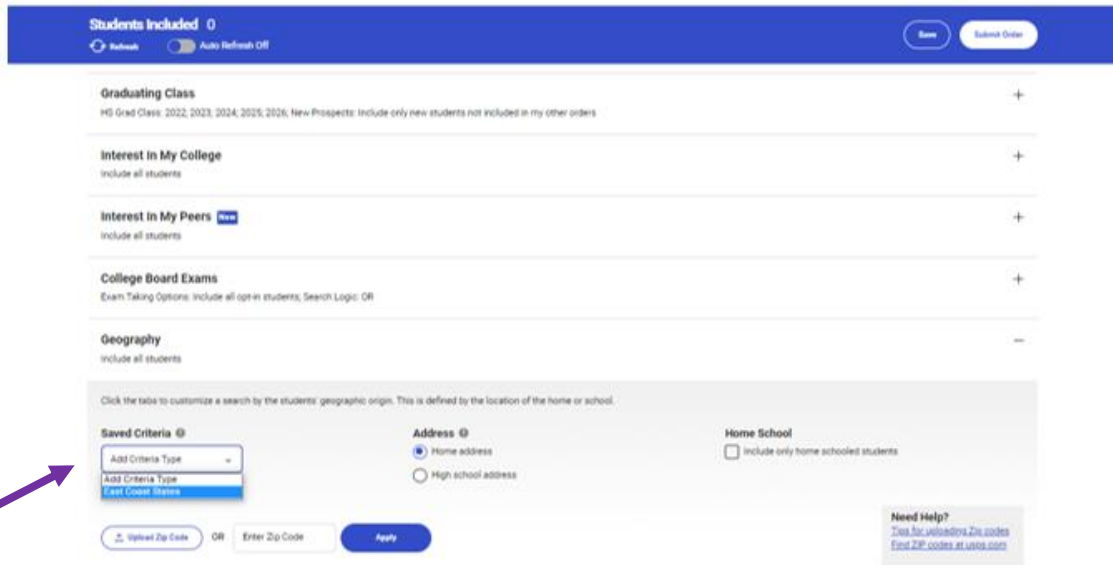 Students Included 0
Refresh Auto Refresh Off Save Submit Order
Graduating Class
HS Grad Class: 2022; 2023; 2024; 2025; 2026; New Prospects: Include only new students not included in my other orders
Interest In My College
Include all students
Interest In My Peers New
Include all students
College Board Exams
Exam Taking Options: Include all opt-in students; Search Logic: OR
Geography
Include all students
Click the tabs to customize a search by the students' geographic origin. This is defined by the location of the home or school.
Saved Criteria Address Home School
Add Criteria Type Home address Include only home schooled students
Add Criteria Type High school address
East Coast States
Upload Zip Code OR Enter Zip Code Apply
Need Help?
Tips for uploading Zip codes
Find ZIP codes at usps.com